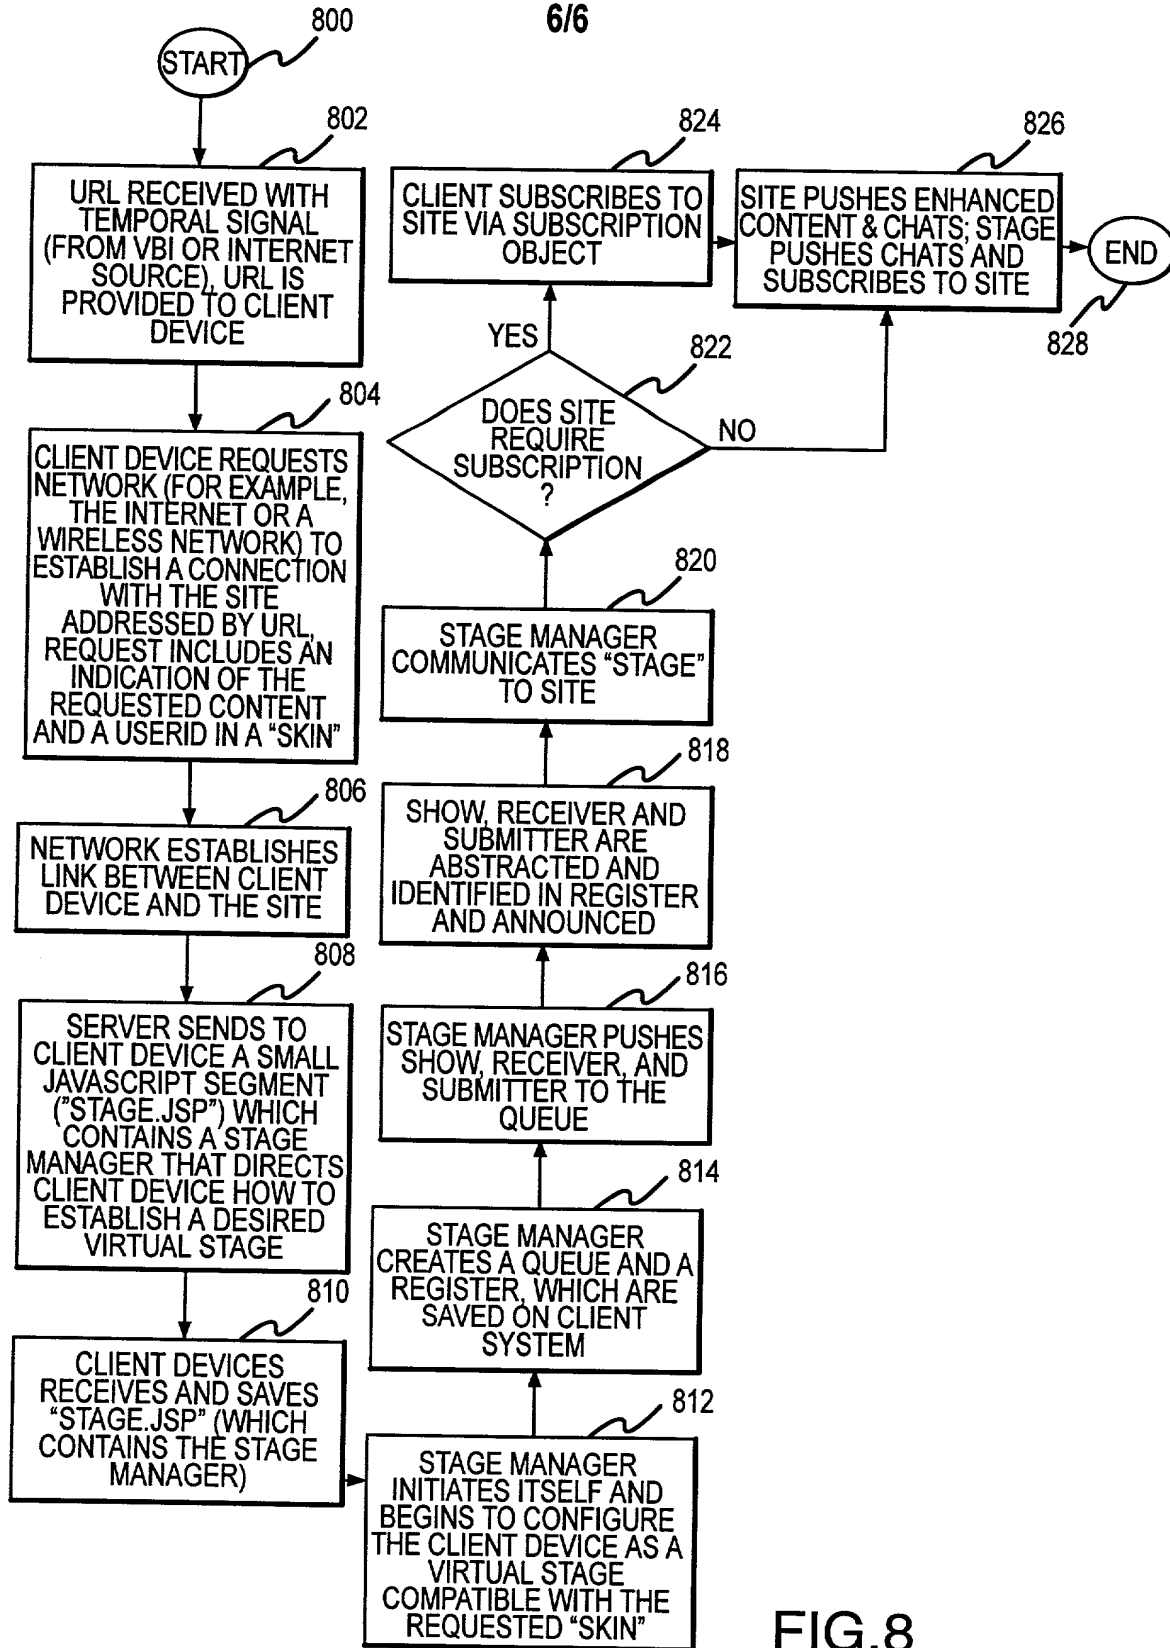 6/6
800
START
802
URL RECEIVED WITH
TEMPORAL SIGNAL
(FROM VBI OR INTERNET
SOURCE), URL IS
PROVIDED TO CLIENT
DEVICE
804
CLIENT DEVICE REQUESTS
NETWORK (FOR EXAMPLE,
THE INTERNET OR A
WIRELESS NETWORK) TO
ESTABLISH A CONNECTION
WITH THE SITE
ADDRESSED BY URL,
REQUEST INCLUDES AN
INDICATION OF THE
REQUESTED CONTENT
AND A USERID IN A “SKIN”
806
NETWORK ESTABLISHES
LINK BETWEEN CLIENT
DEVICE AND THE SITE
808
SERVER SENDS TO
CLIENT DEVICE A SMALL
JAVASCRIPT SEGMENT
("STAGE.JSP”) WHICH
CONTAINS A STAGE
MANAGER THAT DIRECTS
CLIENT DEVICE HOW TO
ESTABLISH A DESIRED
VIRTUAL STAGE
810
CLIENT DEVICES
RECEIVES AND SAVES
“STAGE.JSP” (WHICH
CONTAINS THE STAGE
MANAGER)
812
STAGE MANAGER
INITIATES ITSELF AND
BEGINS TO CONFIGURE
THE CLIENT DEVICE AS A
VIRTUAL STAGE
COMPATIBLE WITH THE
REQUESTED “SKIN”
814
STAGE MANAGER
CREATES A QUEUE AND A
REGISTER, WHICH ARE
SAVED ON CLIENT
SYSTEM
816
STAGE MANAGER PUSHES
SHOW, RECEIVER, AND
SUBMITTER TO THE
QUEUE
818
SHOW, RECEIVER AND
SUBMITTER ARE
ABSTRACTED AND
IDENTIFIED IN REGISTER
AND ANNOUNCED
820
STAGE MANAGER
COMMUNICATES “STAGE”
TO SITE
822
DOES SITE
REQUIRE
SUBSCRIPTION
?
YES
NO
824
CLIENT SUBSCRIBES TO
SITE VIA SUBSCRIPTION
OBJECT
826
SITE PUSHES ENHANCED
CONTENT & CHATS; STAGE
PUSHES CHATS AND
SUBSCRIBES TO SITE
END
828
FIG.8